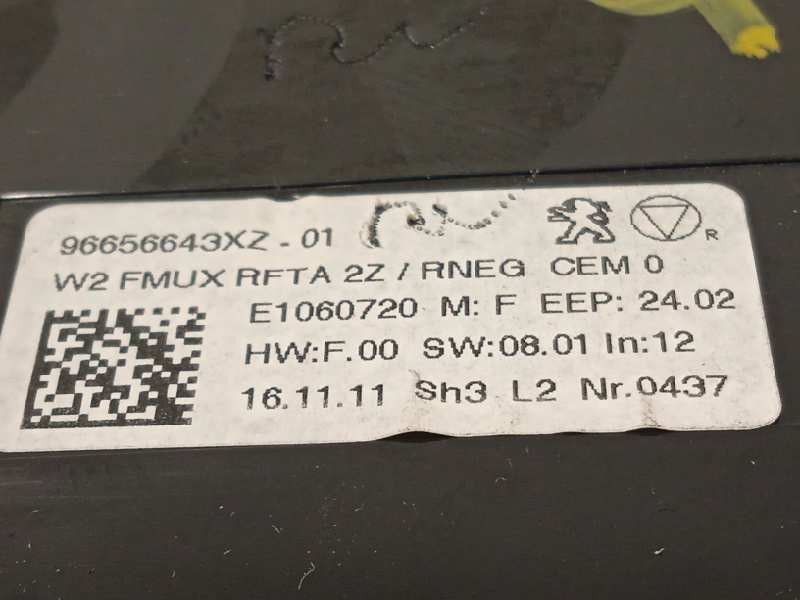 96656643XZ - 01
W2 FMUX RFTA 2Z / RNEG CEM 0
E1060720 M: F EEP: 24.02
HW:F.00 SW:08.01 In:12
16.11.11 Sh3 L2 Nr.0437
R